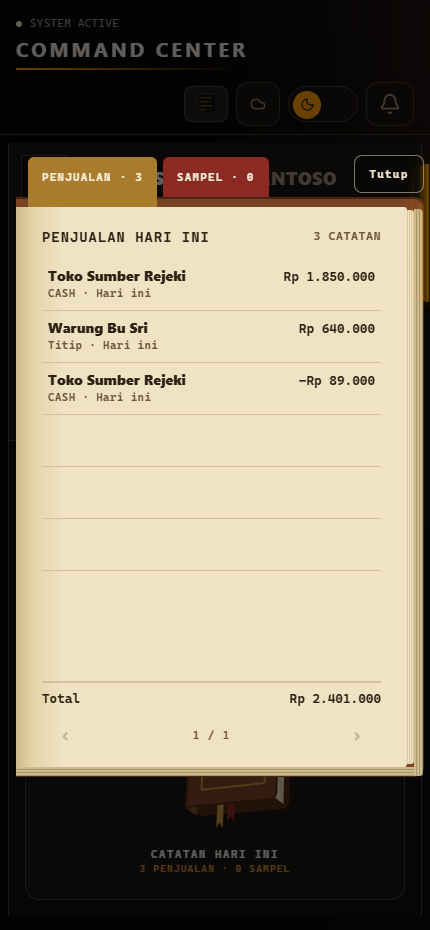 SYSTEM ACTIVE
COMMAND CENTER
PENJUALAN · 3
SAMPEL · 0
NTOSO
Tutup
PENJUALAN HARI INI
3 CATATAN
Toko Sumber Rejeki
Rp 1.850.000
CASH · Hari ini
Warung Bu Sri
Rp 640.000
Titip · Hari ini
Toko Sumber Rejeki
−Rp 89.000
CASH · Hari ini
Total
Rp 2.401.000
‹ 1 / 1 ›
CATATAN HARI INI
3 PENJUALAN · 0 SAMPEL